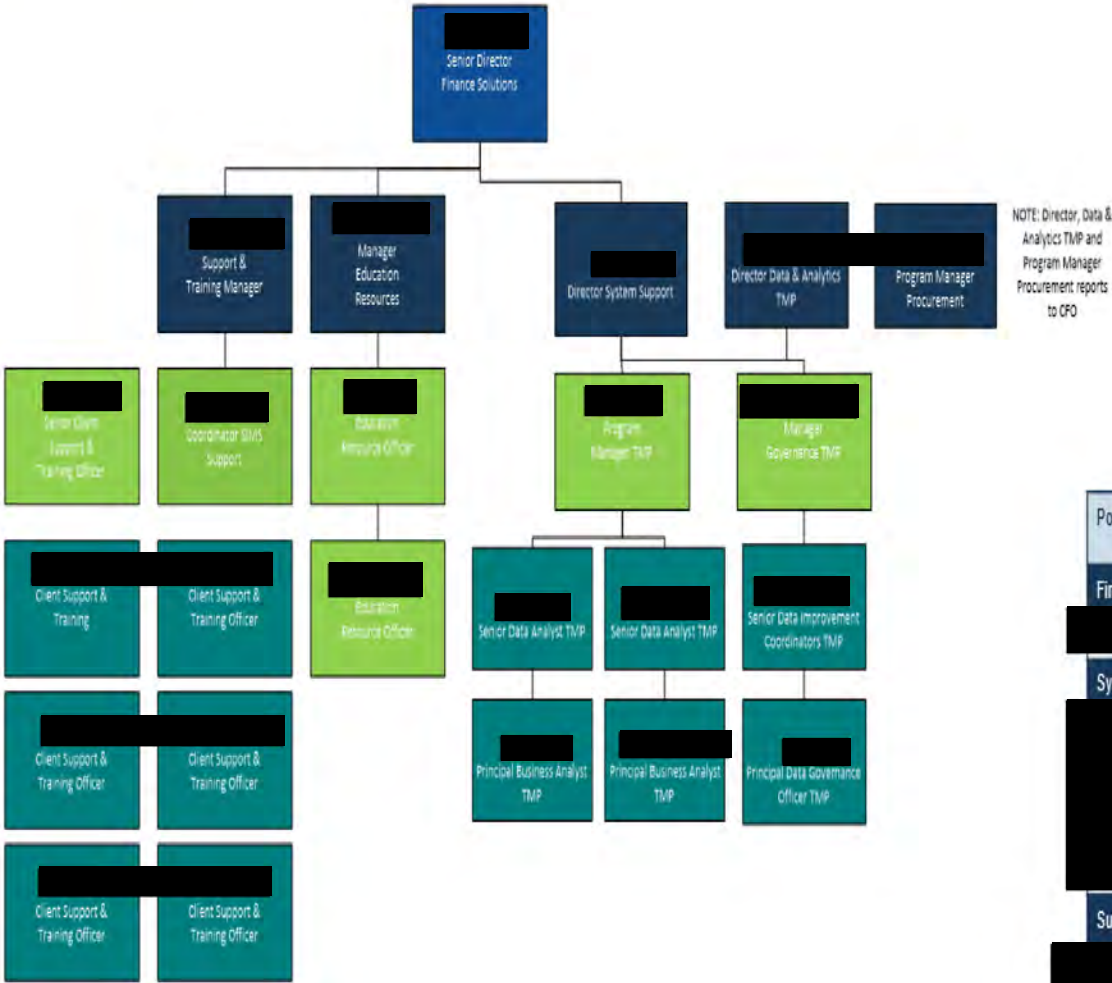 Senior Director
Finance Solutions
Support &
Training Manager
Manager
Education
Resources
Director System Support
Director Data & Analytics
TMP
Program Manager
Procurement
NOTE: Director, Data &
Analytics TMP and
Program Manager
Procurement reports
to CFO
Senior Client
Support &
Training Officer
Coordinator SIMS
Support
Education
Resource Officer
Program
Manager TMP
Manager
Governance TMP
Client Support &
Training
Client Support &
Training Officer
Education
Resource Officer
Senior Data Analyst TMP
Senior Data Analyst TMP
Senior Data Improvement
Coordinators TMP
Client Support &
Training Officer
Client Support &
Training Officer
Principal Business Analyst
TMP
Principal Business Analyst
TMP
Principal Data Governance
Officer TMP
Client Support &
Training Officer
Client Support &
Training Officer
Po
Fin
Sy
Su